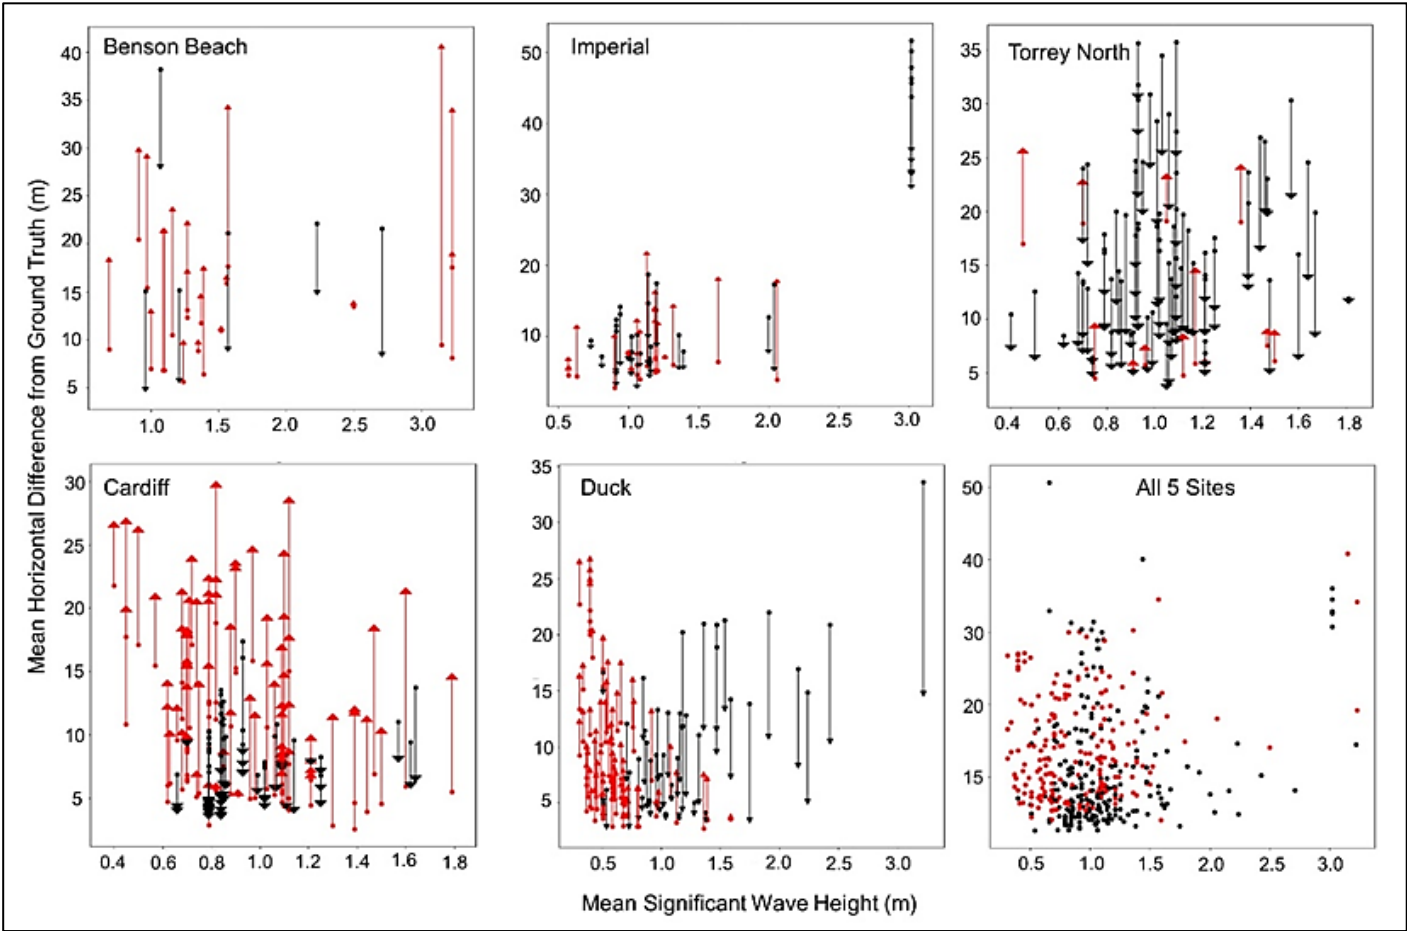 Mean Horizontal Difference from Ground Truth (m)
Benson Beach
40
35
30
25
20
15
10
5
1.0 1.5 2.0 2.5 3.0
Imperial
50
40
30
20
10
0.5 1.0 1.5 2.0 2.5 3.0
Torrey North
35
30
25
20
15
10
5
0.4 0.6 0.8 1.0 1.2 1.4 1.6 1.8
Cardiff
30
25
20
15
10
5
0.4 0.6 0.8 1.0 1.2 1.4 1.6 1.8
Duck
35
30
25
20
15
10
5
0.5 1.0 1.5 2.0 2.5 3.0
All 5 Sites
50
40
30
20
15
0.5 1.0 1.5 2.0 2.5 3.0
Mean Significant Wave Height (m)